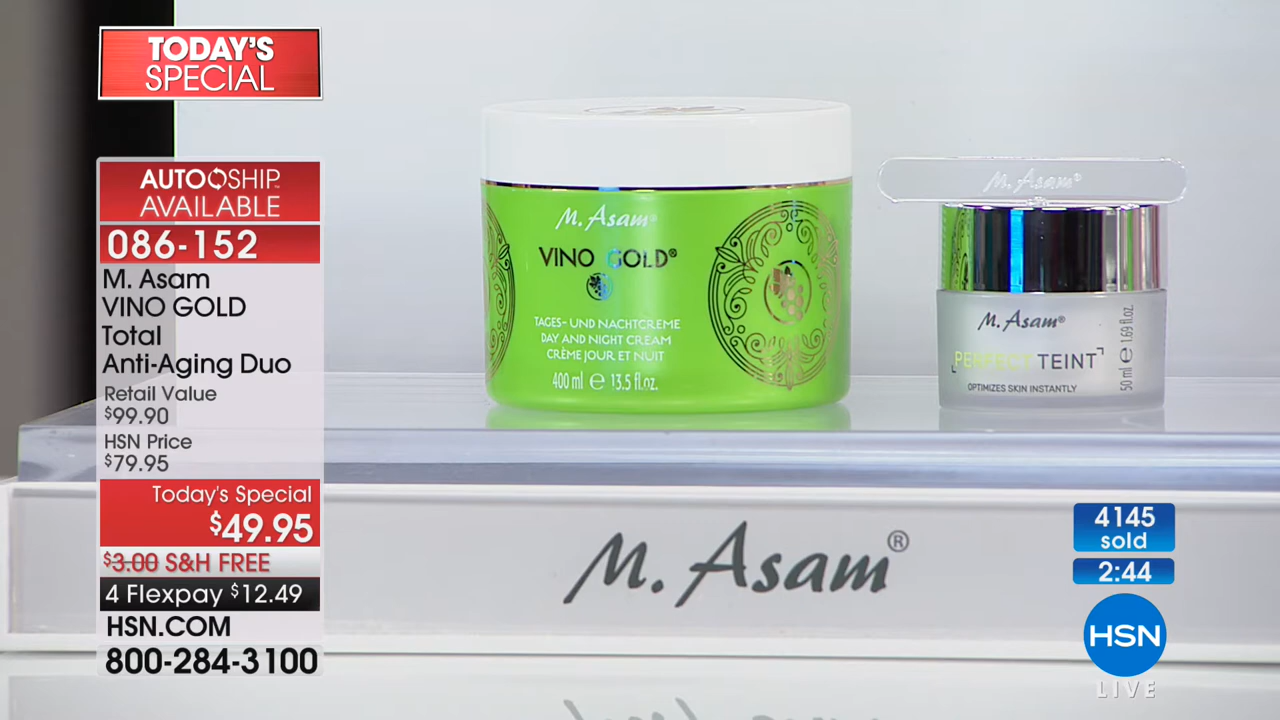 TODAY'S
SPECIAL
AUTOSHIP
AVAILABLE
086-152
M. Asam
VINO GOLD
Total
Anti-Aging Duo
Retail Value
$99.90
HSN Price
$79.95
Today's Special
$49.95
$3.00 S&H FREE
4 Flexpay $12.49
HSN.COM
800-284-3100
M. Asam®
VINO GOLD®
TAGES- UND NACHTCREME
DAY AND NIGHT CREAM
CRÈME JOUR ET NUIT
400 ml ℮ 13.5 fl.oz.
M. Asam®
M. Asam®
PERFECT TEINT
OPTIMIZES SKIN INSTANTLY
50 ml ℮ 1.69 fl.oz.
M. Asam®
4145
sold
2:44
HSN
LIVE